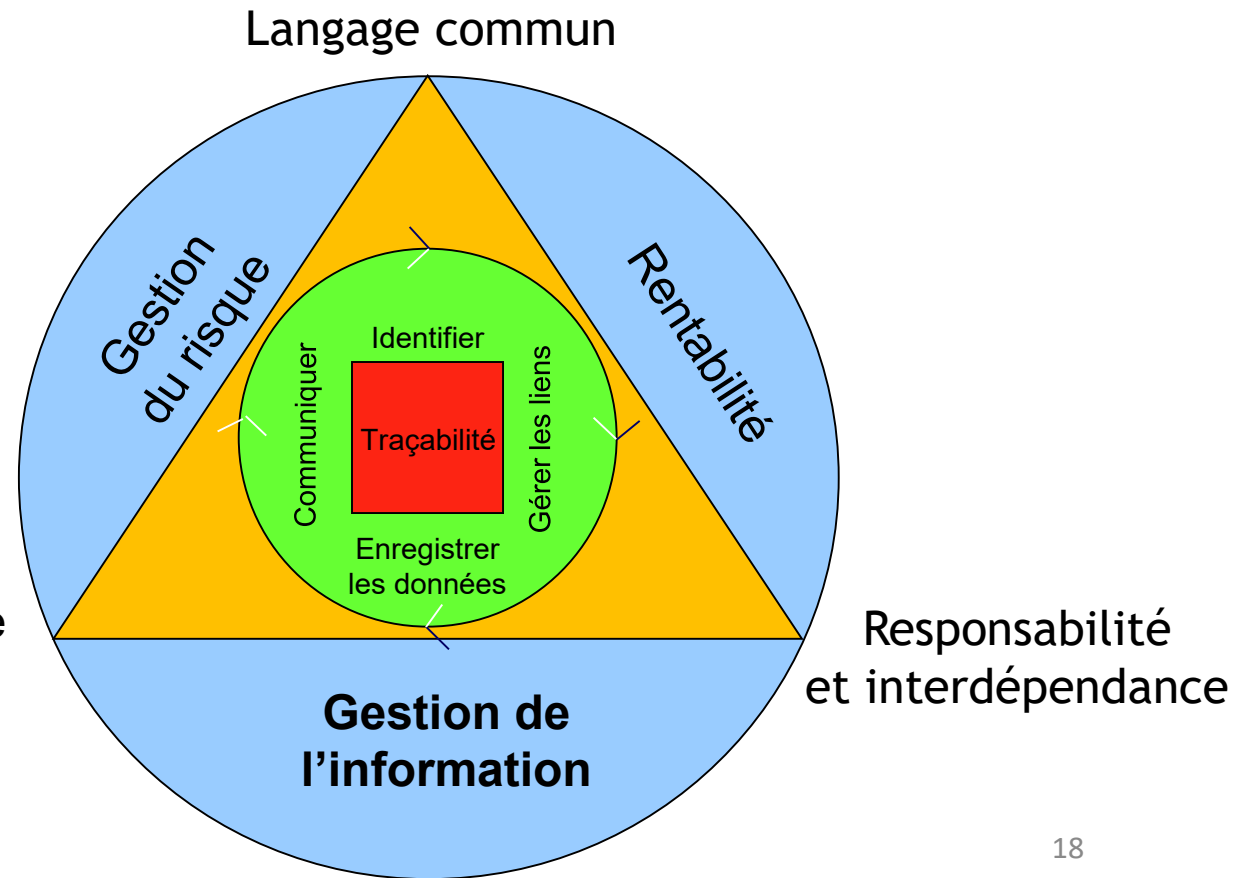 Langage commun
Gestion
du risque
Rentabilité
Identifier
Communiquer
Traçabilité
Gérer les liens
Enregistrer
les données
e
Responsabilité
et interdépendance
Gestion de
l’information
18